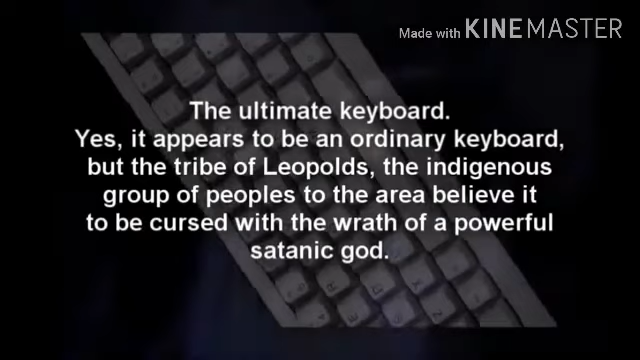 Made with KINEMASTER
The ultimate keyboard.
Yes, it appears to be an ordinary keyboard,
but the tribe of Leopolds, the indigenous
group of peoples to the area believe it
to be cursed with the wrath of a powerful
satanic god.